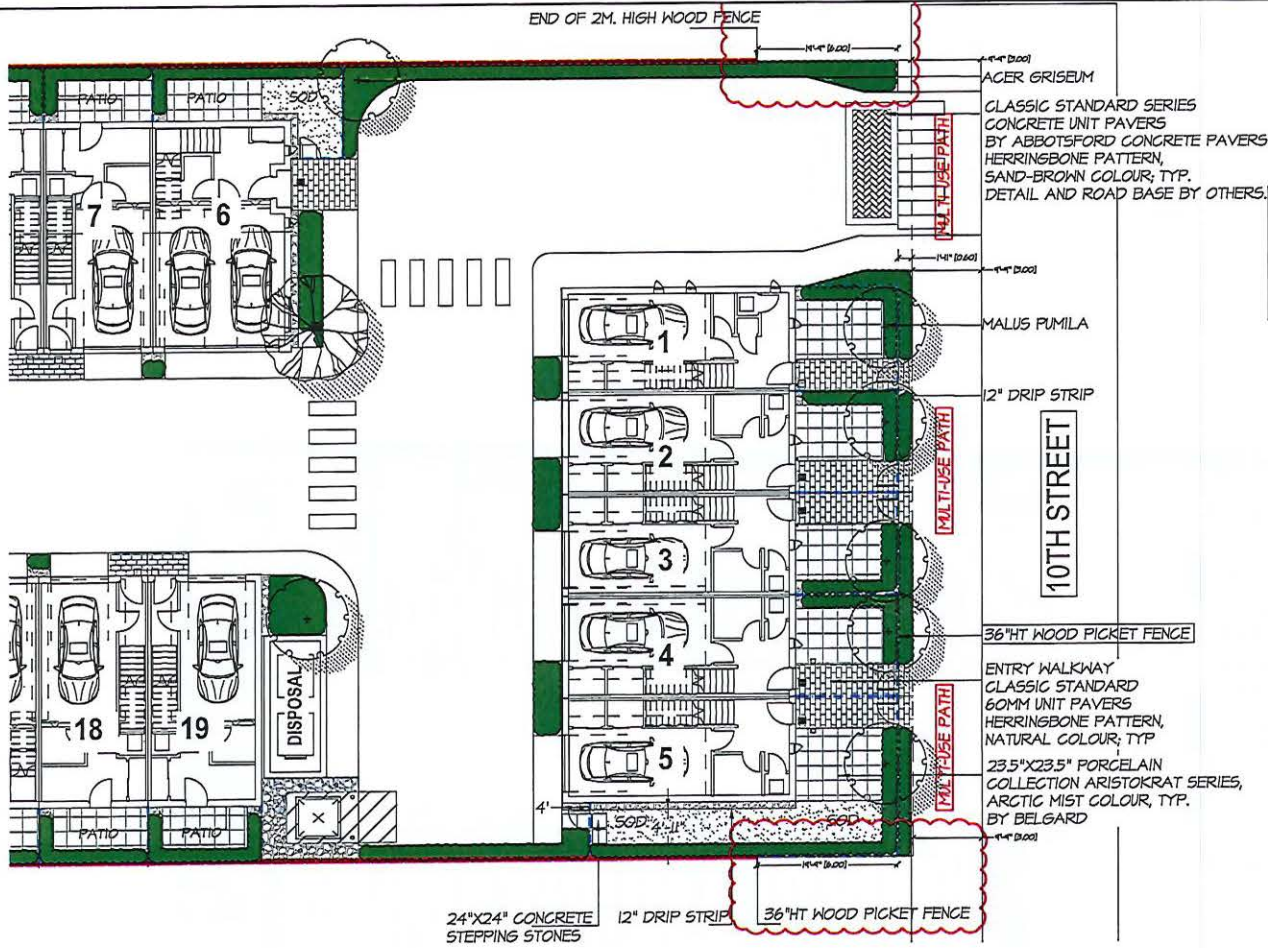 END OF 2M. HIGH WOOD FENCE
ACER GRISEUM
CLASSIC STANDARD SERIES
CONCRETE UNIT PAVERS
BY ABBOTSFORD CONCRETE PAVERS
HERRINGBONE PATTERN,
SAND-BROWN COLOUR; TYP.
DETAIL AND ROAD BASE BY OTHERS.
PATIO
PATIO
SOD
MULTI-USE PATH
7
6
1
MALUS PUMILA
12" DRIP STRIP
2
MULTI-USE PATH
10TH STREET
3
36"HT WOOD PICKET FENCE
4
ENTRY WALKWAY
CLASSIC STANDARD
60MM UNIT PAVERS
HERRINGBONE PATTERN,
NATURAL COLOUR; TYP
MULTI-USE PATH
18
19
DISPOSAL
5
23.5"X23.5" PORCELAIN
COLLECTION ARISTOKRAT SERIES,
ARCTIC MIST COLOUR, TYP.
BY BELGARD
4'
SOD
4'-11"
SOD
PATIO
PATIO
24"X24" CONCRETE
STEPPING STONES
12" DRIP STRIP
36"HT WOOD PICKET FENCE